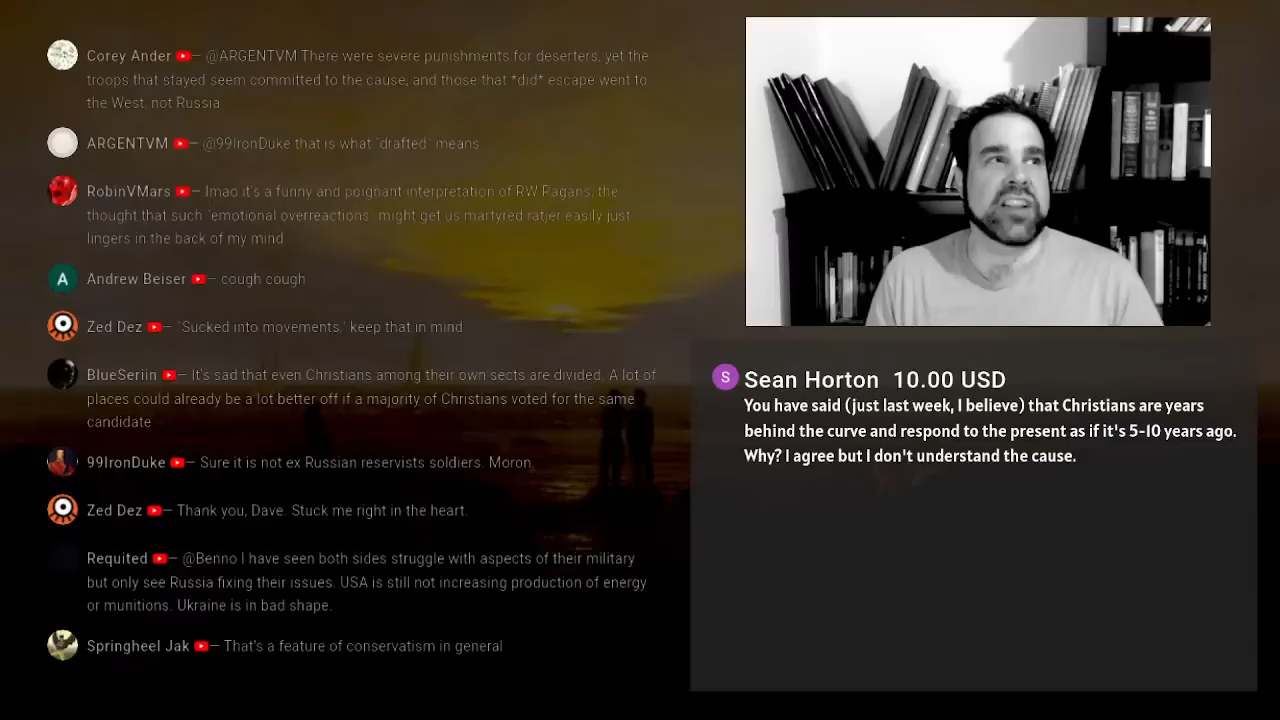 Corey Ander — @ARGENTVM There were severe punishments for deserters, yet the
troops that stayed seem committed to the cause, and those that *did* escape went to
the West, not Russia
ARGENTVM — @99IronDuke that is what "drafted" means
RobinVMars — lmao it's a funny and poignant interpretation of RW Pagans, the
thought that such "emotional overreactions" might get us martyred ratjer easily just
lingers in the back of my mind
A
Andrew Beiser — cough cough
Zed Dez — "Sucked into movements," keep that in mind
BlueSeriin — It's sad that even Christians among their own sects are divided. A lot of
places could already be a lot better off if a majority of Christians voted for the same
candidate
99IronDuke — Sure it is not ex Russian reservists soldiers. Moron.
Zed Dez — Thank you, Dave. Stuck me right in the heart.
Requited — @Benno I have seen both sides struggle with aspects of their military
but only see Russia fixing their issues. USA is still not increasing production of energy
or munitions. Ukraine is in bad shape.
Springheel Jak — That's a feature of conservatism in general
S
Sean Horton 10.00 USD
You have said (just last week, I believe) that Christians are years
behind the curve and respond to the present as if it's 5-10 years ago.
Why? I agree but I don't understand the cause.